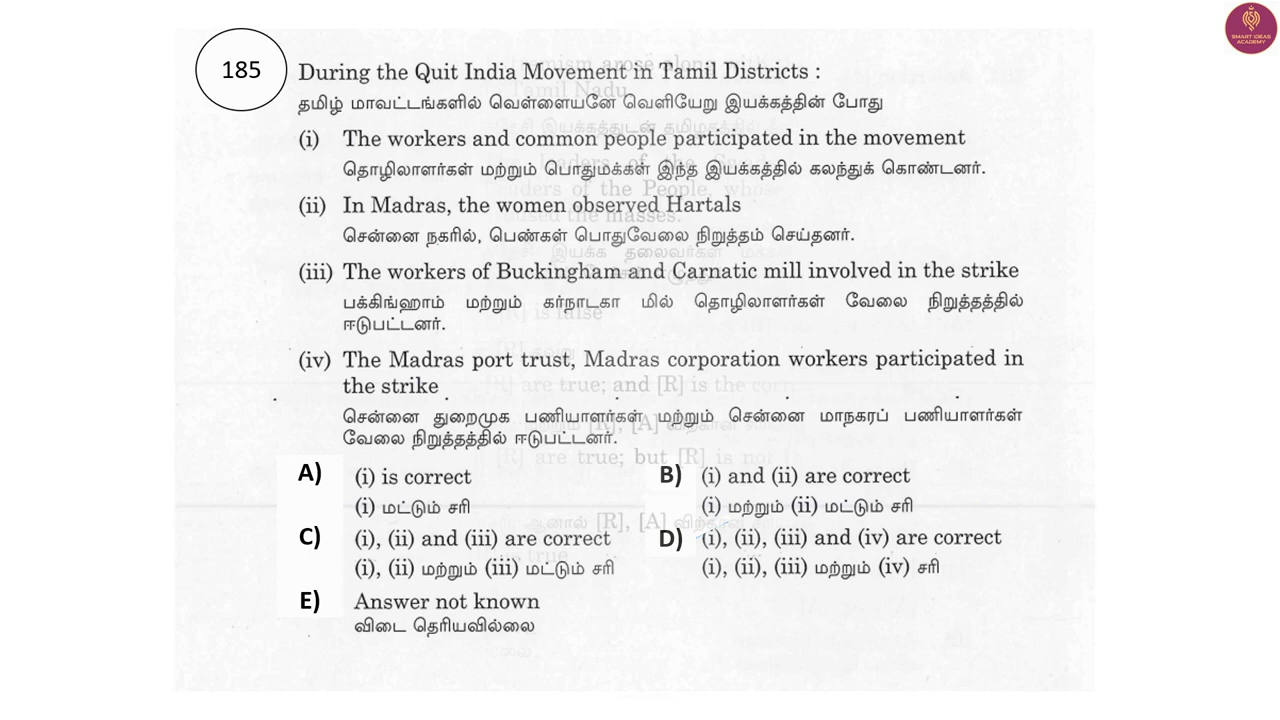 SMART IDEAS
ACADEMY
185
During the Quit India Movement in Tamil Districts :
தமிழ் மாவட்டங்களில் வெள்ளையனே வெளியேறு இயக்கத்தின் போது
(i) The workers and common people participated in the movement
தொழிலாளர்கள் மற்றும் பொதுமக்கள் இந்த இயக்கத்தில் கலந்துக் கொண்டனர்.
(ii) In Madras, the women observed Hartals
சென்னை நகரில், பெண்கள் பொதுவேலை நிறுத்தம் செய்தனர்.
(iii) The workers of Buckingham and Carnatic mill involved in the strike
பக்கிங்ஹாம் மற்றும் கர்நாடகா மில் தொழிலாளர்கள் வேலை நிறுத்தத்தில்
ஈடுபட்டனர்.
(iv) The Madras port trust, Madras corporation workers participated in
the strike
சென்னை துறைமுக பணியாளர்கள் மற்றும் சென்னை மாநகரப் பணியாளர்கள்
வேலை நிறுத்தத்தில் ஈடுபட்டனர்.
A) (i) is correct B) (i) and (ii) are correct
(i) மட்டும் சரி (i) மற்றும் (ii) மட்டும் சரி
C) (i), (ii) and (iii) are correct D) (i), (ii), (iii) and (iv) are correct
(i), (ii) மற்றும் (iii) மட்டும் சரி (i), (ii), (iii) மற்றும் (iv) சரி
E) Answer not known
விடை தெரியவில்லை